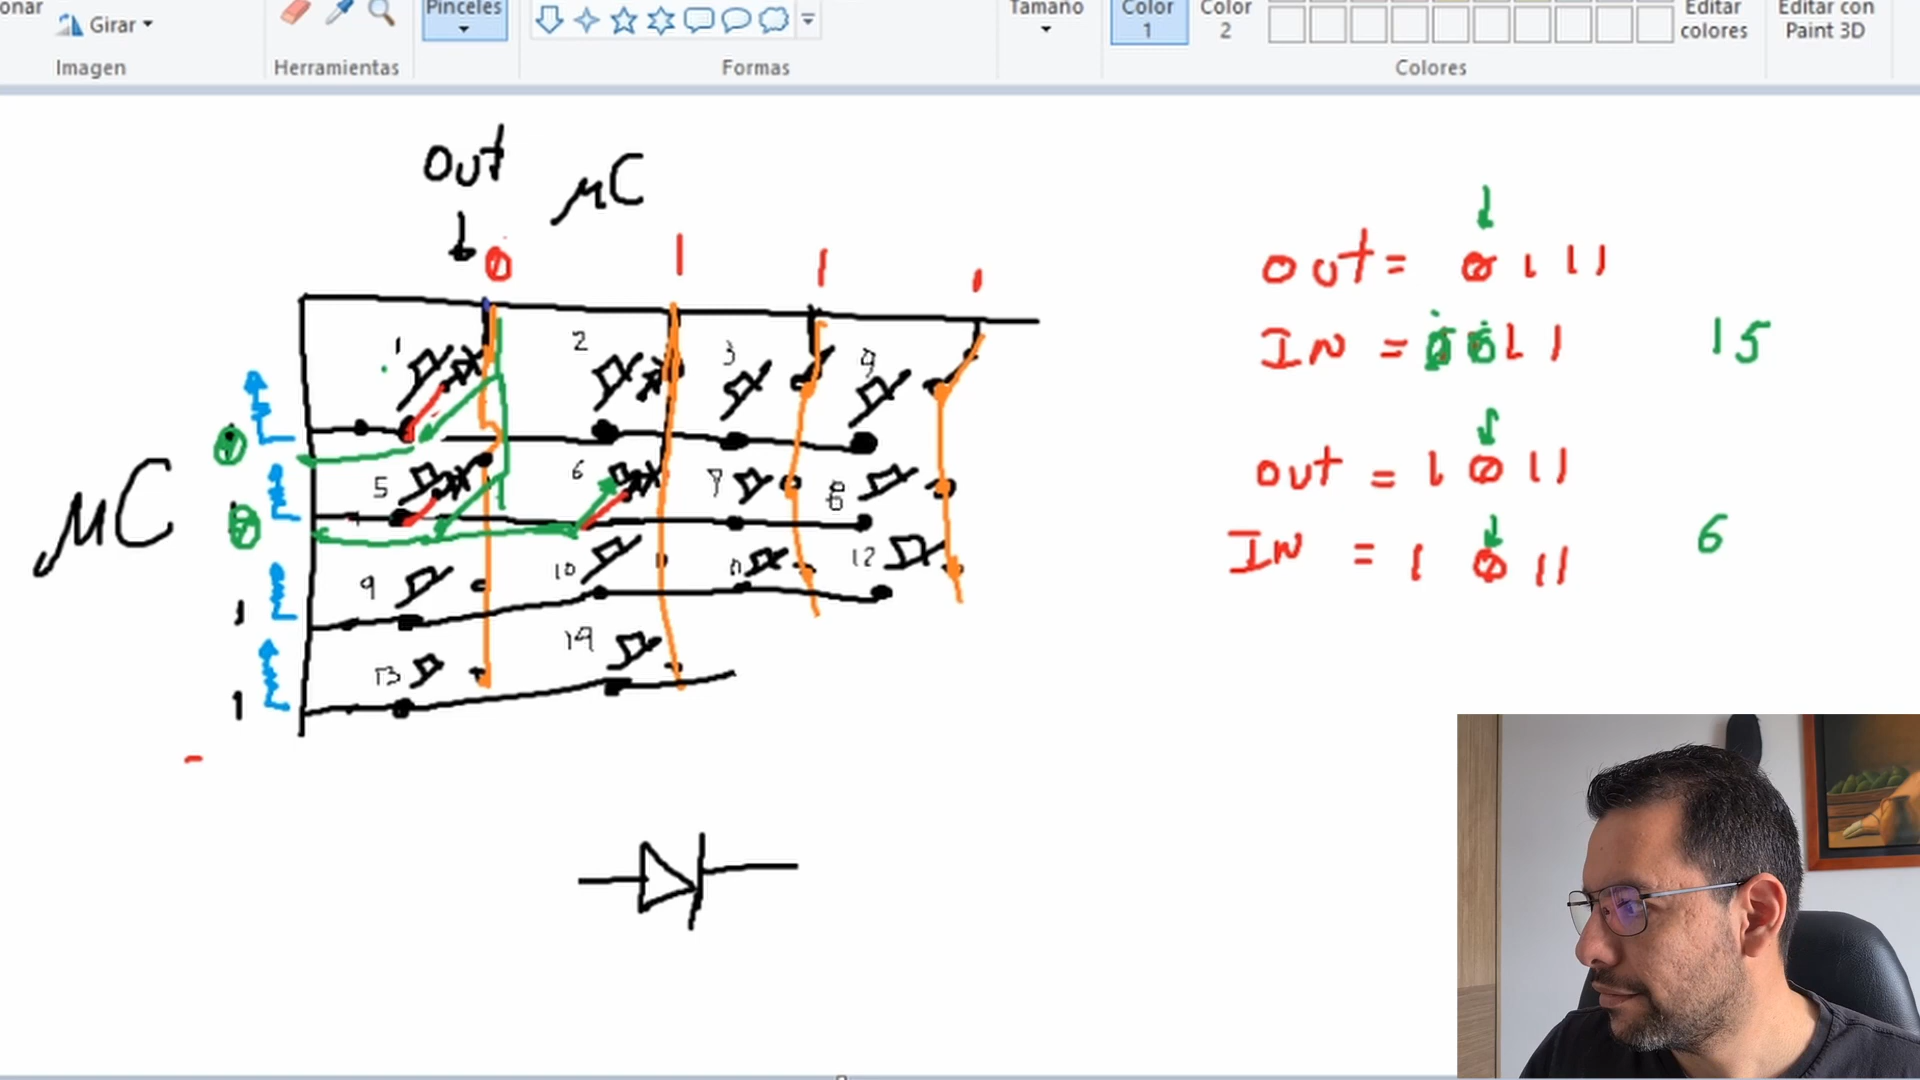 onar
Girar
Imagen
Herramientas
Pinceles
Formas
Tamaño
Color
1
Color
2
Editar
colores
Editar con
Paint 3D
Colores
out
μC
0 1 1 1
1 2 3
5 6 7 8
9 10 12
13
μC
0
0
1
1
out = 0 1 1 1
IN = 0 0 1 1 15
out = 1 0 1 1
IN = 1 0 1 1 6